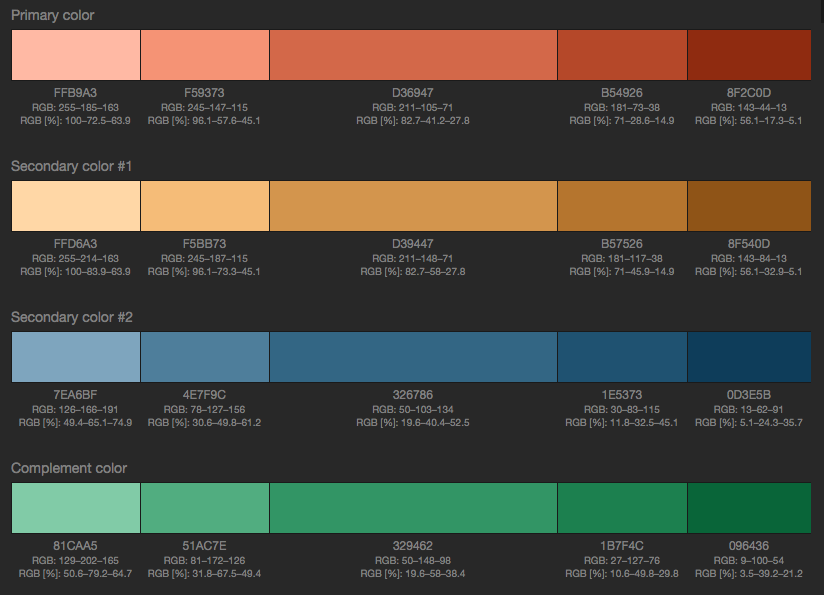 Primary color
FFB9A3 F59373 D36947 B54926 8F2C0D
RGB: 255–185–163 RGB: 245–147–115 RGB: 211–105–71 RGB: 181–73–38 RGB: 143–44–13
RGB [%]: 100–72.5–63.9 RGB [%]: 96.1–57.6–45.1 RGB [%]: 82.7–41.2–27.8 RGB [%]: 71–28.6–14.9 RGB [%]: 56.1–17.3–5.1
Secondary color #1
FFD6A3 F5BB73 D39447 B57526 8F540D
RGB: 255–214–163 RGB: 245–187–115 RGB: 211–148–71 RGB: 181–117–38 RGB: 143–84–13
RGB [%]: 100–83.9–63.9 RGB [%]: 96.1–73.3–45.1 RGB [%]: 82.7–58–27.8 RGB [%]: 71–45.9–14.9 RGB [%]: 56.1–32.9–5.1
Secondary color #2
7EA6BF 4E7F9C 326786 1E5373 0D3E5B
RGB: 126–166–191 RGB: 78–127–156 RGB: 50–103–134 RGB: 30–83–115 RGB: 13–62–91
RGB [%]: 49.4–65.1–74.9 RGB [%]: 30.6–49.8–61.2 RGB [%]: 19.6–40.4–52.5 RGB [%]: 11.8–32.5–45.1 RGB [%]: 5.1–24.3–35.7
Complement color
81CAA5 51AC7E 329462 1B7F4C 096436
RGB: 129–202–165 RGB: 81–172–126 RGB: 50–148–98 RGB: 27–127–76 RGB: 9–100–54
RGB [%]: 50.6–79.2–64.7 RGB [%]: 31.8–67.5–49.4 RGB [%]: 19.6–58–38.4 RGB [%]: 10.6–49.8–29.8 RGB [%]: 3.5–39.2–21.2